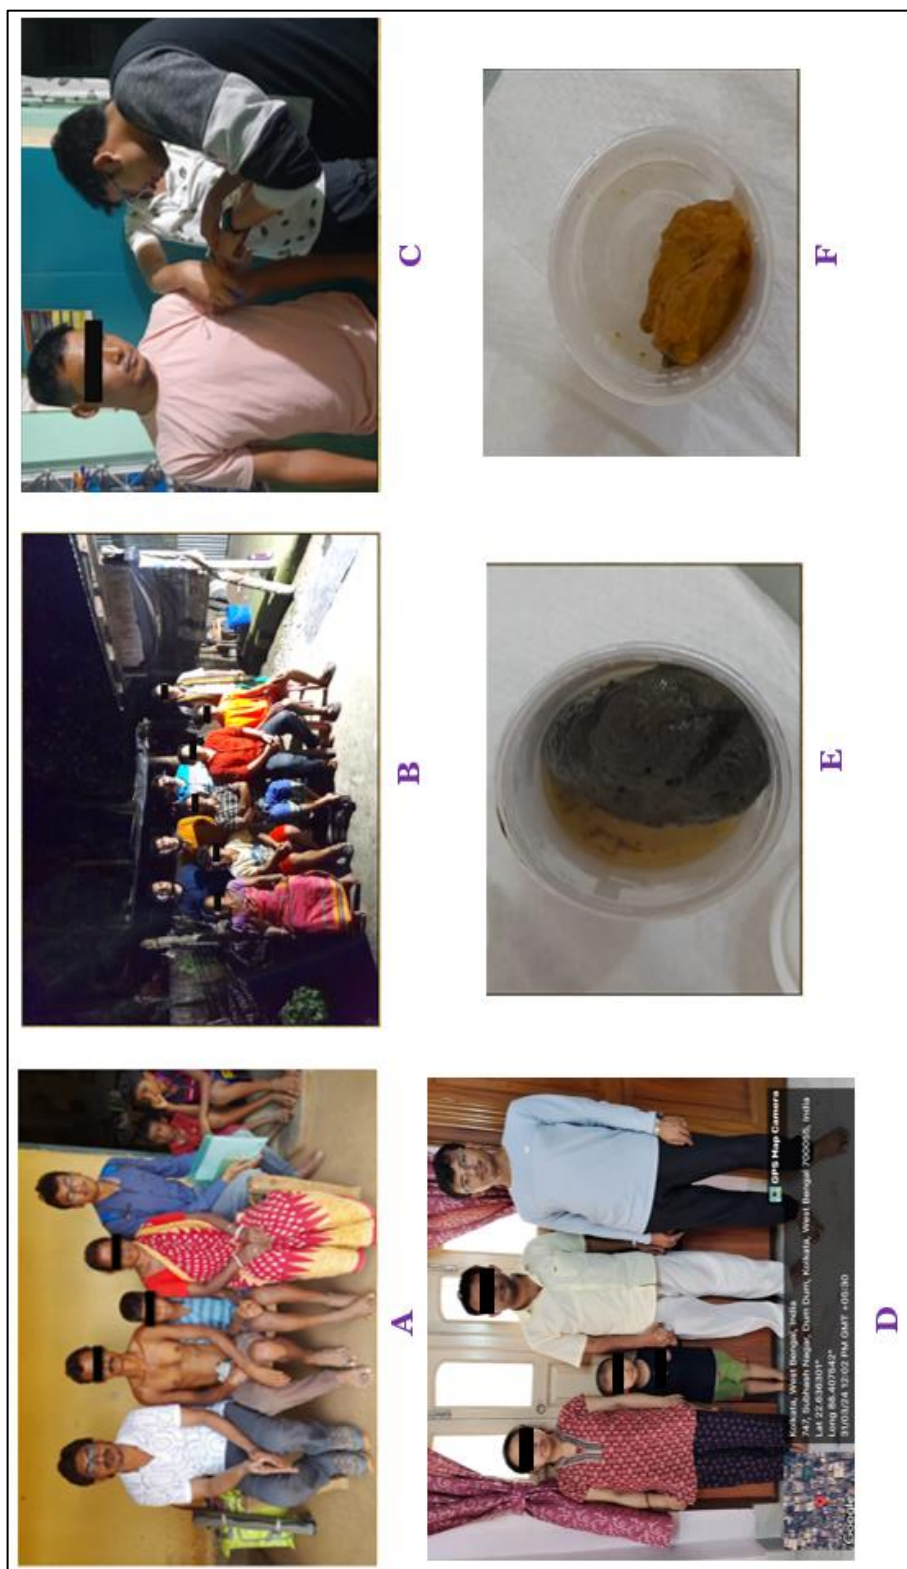 A
B
C
GPS Map Camera
Kolkata, West Bengal, India
747, Subhash Nagar, Dum Dum, Kolkata, West Bengal 700055, India
Lat 22.636301°
Long 88.407542°
31/03/24 12:02 PM GMT +05:30
Google
D
E
F